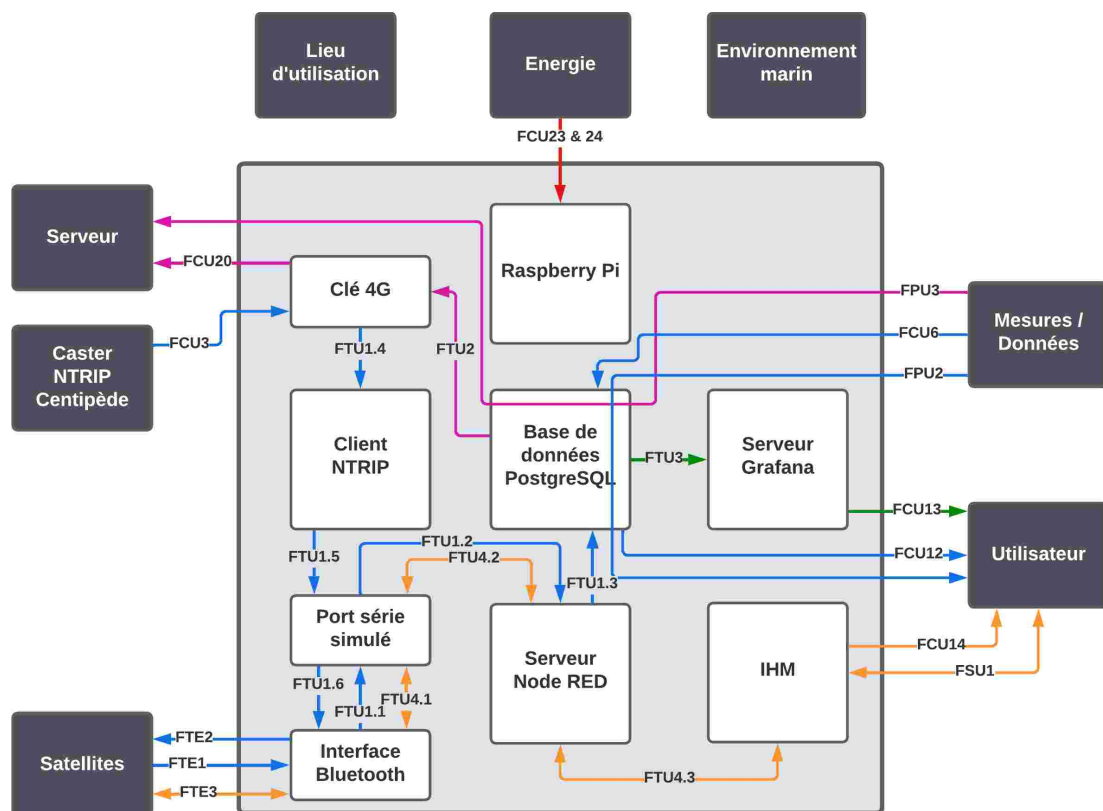 Lieu
d'utilisation
Energie
Environnement
marin
FCU23 & 24
Serveur
Raspberry Pi
FCU20
Clé 4G
FPU3
Mesures /
Données
FCU3
FTU1.4
FTU2
FCU6
FPU2
Caster
NTRIP
Centipède
Client
NTRIP
Base de
données
PostgreSQL
FTU3
Serveur
Grafana
FCU13
FTU1.5
FTU1.2
FTU4.2
FTU1.3
FCU12
Utilisateur
Port série
simulé
Serveur
Node RED
IHM
FCU14
FSU1
FTU1.6
FTU1.1
FTU4.1
FTE2
FTE1
FTE3
Satellites
Interface
Bluetooth
FTU4.3